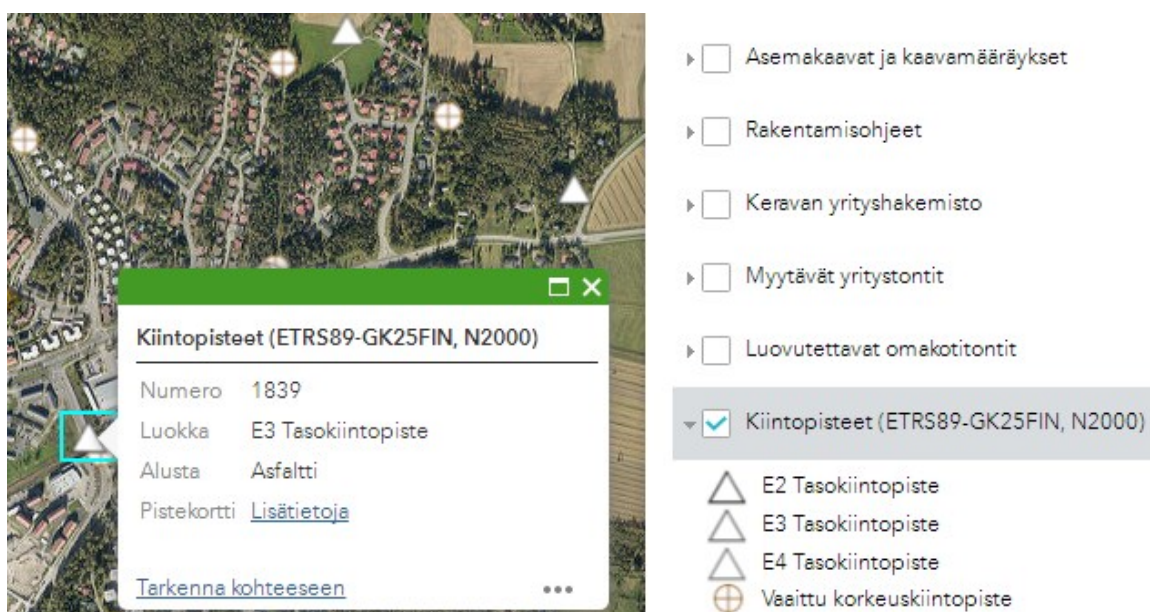 Kiintopisteet (ETRS89-GK25FIN, N2000)
Numero 1839
Luokka E3 Tasokiintopiste
Alusta Asfaltti
Pistekortti Lisätietoja
Tarkenna kohteeseen
Asemakaavat ja kaavamääräykset
Rakentamisohjeet
Keravan yrityshakemisto
Myytävät yritystontit
Luovutettavat omakotitontit
Kiintopisteet (ETRS89-GK25FIN, N2000)
E2 Tasokiintopiste
E3 Tasokiintopiste
E4 Tasokiintopiste
Vaaittu korkeuskiintopiste